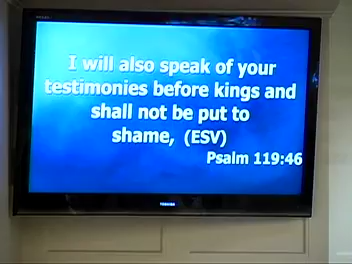 I will also speak of your
testimonies before kings and
shall not be put to
shame, (ESV)
Psalm 119:46
TOSHIBA